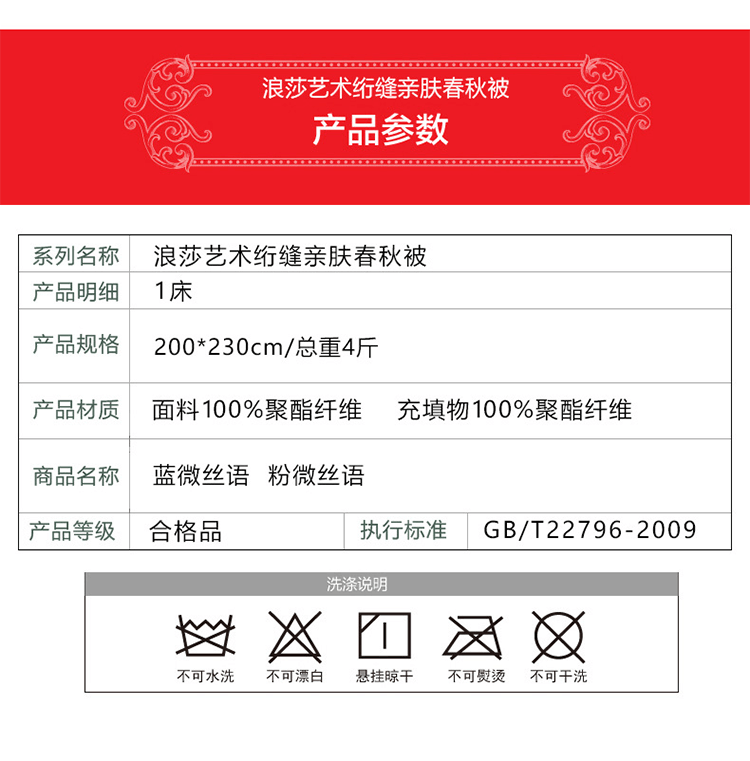 浪莎艺术绗缝亲肤春秋被
产品参数
系列名称 浪莎艺术绗缝亲肤春秋被
产品明细 1床
产品规格 200*230cm/总重4斤
产品材质 面料100%聚酯纤维 充填物100%聚酯纤维
商品名称 蓝微丝语 粉微丝语
产品等级 合格品 执行标准 GB/T22796-2009
洗涤说明
不可水洗 不可漂白 悬挂晾干 不可熨烫 不可干洗